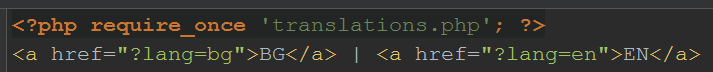 <?php require_once 'translations.php'; ?>
<a href="?lang=bg">BG</a> | <a href="?lang=en">EN</a>